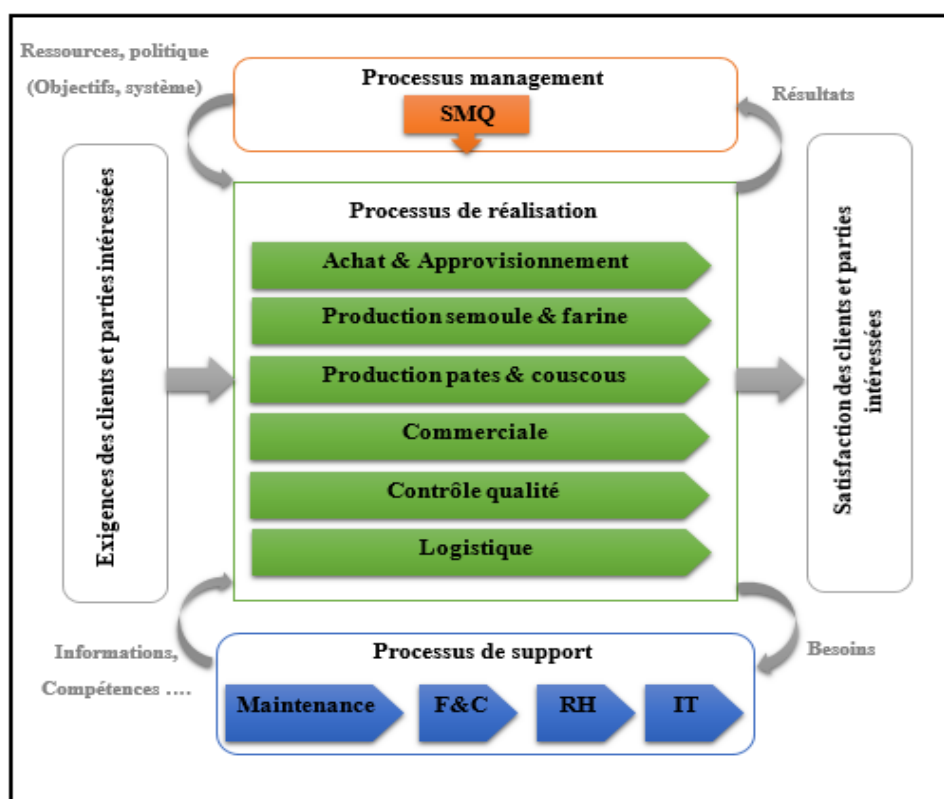 Ressources, politique
(Objectifs, système)
Processus management
SMQ
Résultats
Exigences des clients et parties intéressées
Processus de réalisation
Achat & Approvisionnement
Production semoule & farine
Production pates & couscous
Commerciale
Contrôle qualité
Logistique
Satisfaction des clients et parties
intéressées
Informations,
Compétences ....
Processus de support
Maintenance
F&C
RH
IT
Besoins